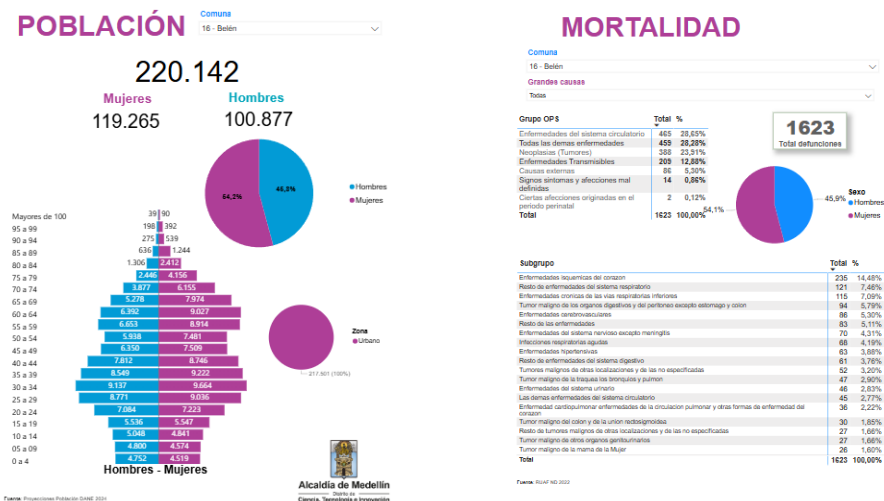 POBLACIÓN
Comuna
16 - Belén
220.142
Mujeres Hombres
119.265 100.877
54,2% 45,8%
Hombres
Mujeres
Mayores de 100 39 90
95 a 99 198 392
90 a 94 275 539
85 a 89 636 1.244
80 a 84 1.306 2.412
75 a 79 2.446 4.156
70 a 74 3.877 6.155
65 a 69 5.278 7.974
60 a 64 6.392 9.027
55 a 59 6.653 8.914
50 a 54 5.938 7.481
45 a 49 6.350 7.509
40 a 44 7.812 8.746
35 a 39 8.549 9.222
30 a 34 9.137 9.664
25 a 29 8.771 9.036
20 a 24 7.084 7.223
15 a 19 5.536 5.547
10 a 14 5.048 4.841
05 a 09 4.800 4.574
0 a 4 4.752 4.519
Hombres - Mujeres
Zona
Urbano
217.501 (100%)
Alcaldía de Medellín
Distrito de
Ciencia, Tecnología e Innovación
Fuente: Proyecciones Población DANE 2024
MORTALIDAD
Comuna
16 - Belén
Grandes causas
Todas
Grupo OPS Total %
Enfermedades del sistema circulatorio 465 28,65%
Todas las demas enfermedades 459 28,28%
Neoplasias (Tumores) 388 23,91%
Enfermedades Transmisibles 209 12,88%
Causas externas 86 5,30%
Signos sintomas y afecciones mal definidas 14 0,86%
Ciertas afecciones originadas en el periodo perinatal 2 0,12%
Total 1623 100,00%
1623
Total defunciones
54,1% 45,9%
Sexo
Hombres
Mujeres
Subgrupo Total %
Enfermedades isquemicas del corazon 235 14,48%
Resto de enfermedades del sistema respiratorio 121 7,46%
Enfermedades cronicas de las vias respiratorias inferiores 115 7,09%
Tumor maligno de los organos digestivos y del peritoneo excepto estomago y colon 94 5,79%
Enfermedades cerebrovasculares 86 5,30%
Resto de las enfermedades 83 5,11%
Enfermedades del sistema nervioso excepto meningitis 70 4,31%
Infecciones respiratorias agudas 68 4,19%
Enfermedades hipertensivas 63 3,88%
Resto de enfermedades del sistema digestivo 61 3,76%
Tumores malignos de otras localizaciones y de las no especificadas 52 3,20%
Tumor maligno de la traquea los bronquios y pulmon 47 2,90%
Enfermedades del sistema urinario 46 2,83%
Las demas enfermedades del sistema circulatorio 45 2,77%
Enfermedad cardiopulmonar enfermedades de la circulacion pulmonar y otras formas de enfermedad del corazon 36 2,22%
Tumor maligno del colon y de la union rectosigmoidea 30 1,85%
Resto de tumores malignos de otras localizaciones y de las no especificadas 27 1,66%
Tumor maligno de otros organos genitourinarios 27 1,66%
Tumor maligno de la mama de la Mujer 26 1,60%
Total 1623 100,00%
Fuente: RUAF ND 2022